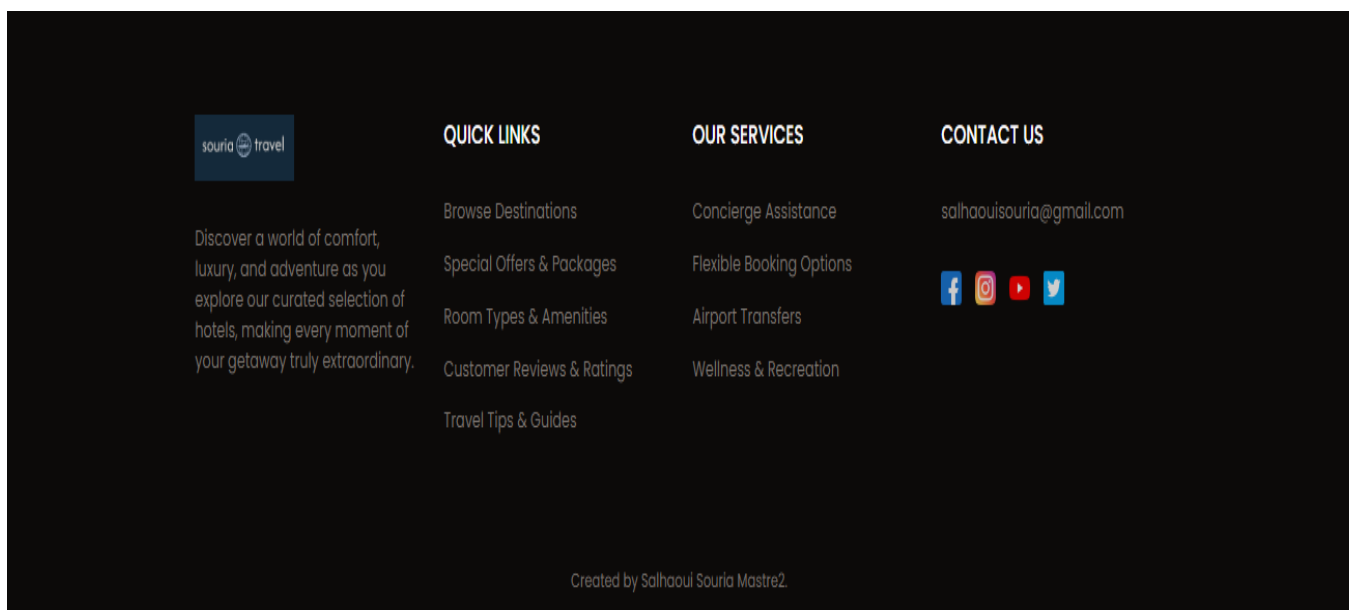 souria travel
Discover a world of comfort,
luxury, and adventure as you
explore our curated selection of
hotels, making every moment of
your getaway truly extraordinary.
QUICK LINKS
Browse Destinations
Special Offers & Packages
Room Types & Amenities
Customer Reviews & Ratings
Travel Tips & Guides
OUR SERVICES
Concierge Assistance
Flexible Booking Options
Airport Transfers
Wellness & Recreation
CONTACT US
salhaouisouria@gmail.com
Created by Salhaoui Souria Mastre2.